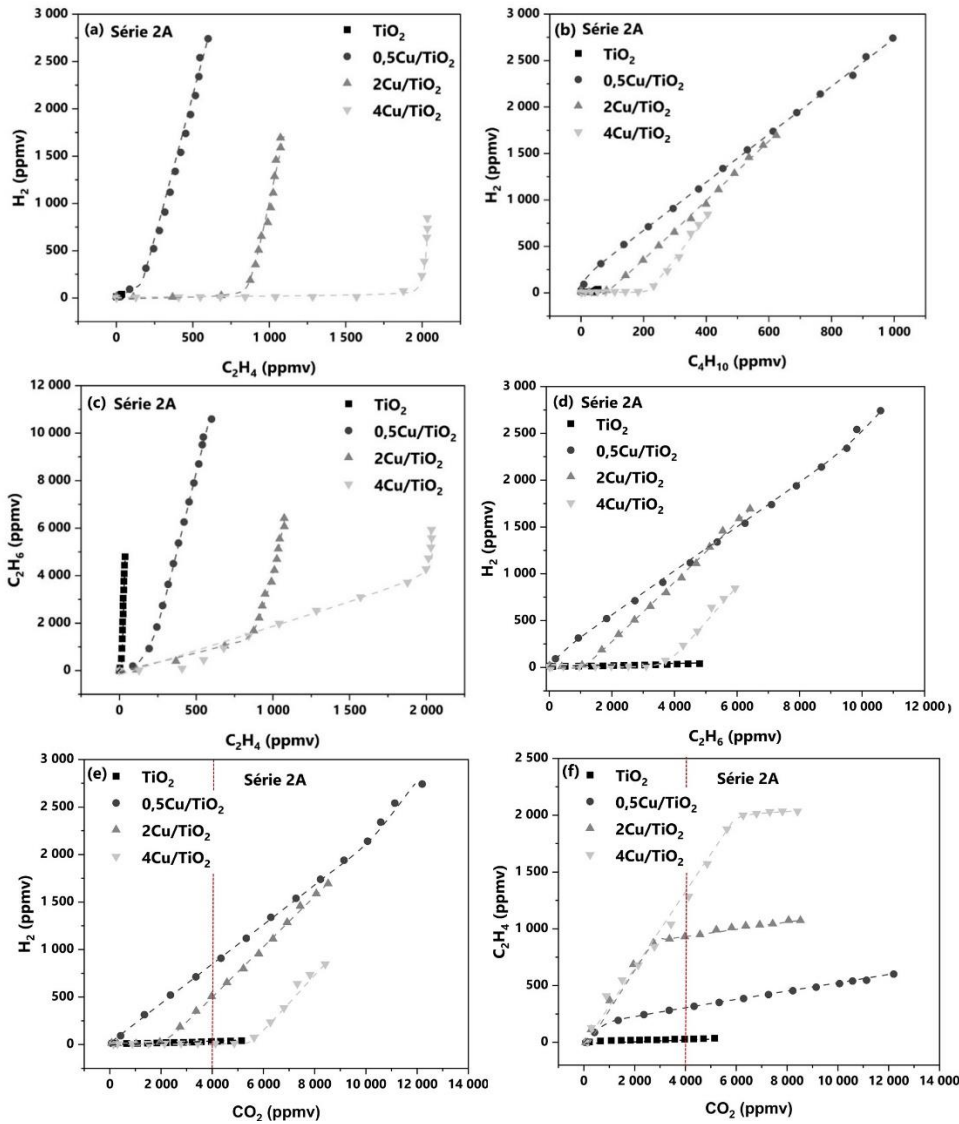 (a) Série 2A
TiO₂
0,5Cu/TiO₂
2Cu/TiO₂
4Cu/TiO₂
3 000
2 500
2 000
1 500
1 000
500
0
H₂ (ppmv)
0 500 1 000 1 500 2 000
C₂H₄ (ppmv)
(b) Série 2A
TiO₂
0,5Cu/TiO₂
2Cu/TiO₂
4Cu/TiO₂
3 000
2 500
2 000
1 500
1 000
500
0
H₂ (ppmv)
0 200 400 600 800 1 000
C₄H₁₀ (ppmv)
(c) Série 2A
TiO₂
0,5Cu/TiO₂
2Cu/TiO₂
4Cu/TiO₂
12 000
10 000
8 000
6 000
4 000
2 000
0
C₂H₆ (ppmv)
0 500 1 000 1 500 2 000
C₂H₄ (ppmv)
(d) Série 2A
TiO₂
0,5Cu/TiO₂
2Cu/TiO₂
4Cu/TiO₂
3 000
2 500
2 000
1 500
1 000
500
0
H₂ (ppmv)
0 2 000 4 000 6 000 8 000 10 000 12 000
C₂H₆ (ppmv)
(e) Série 2A
TiO₂
0,5Cu/TiO₂
2Cu/TiO₂
4Cu/TiO₂
3 000
2 500
2 000
1 500
1 000
500
0
H₂ (ppmv)
0 2 000 4 000 6 000 8 000 10 000 12 000 14 000
CO₂ (ppmv)
(f) Série 2A
TiO₂
0,5Cu/TiO₂
2Cu/TiO₂
4Cu/TiO₂
2 500
2 000
1 500
1 000
500
0
C₂H₄ (ppmv)
0 2 000 4 000 6 000 8 000 10 000 12 000 14 000
CO₂ (ppmv)